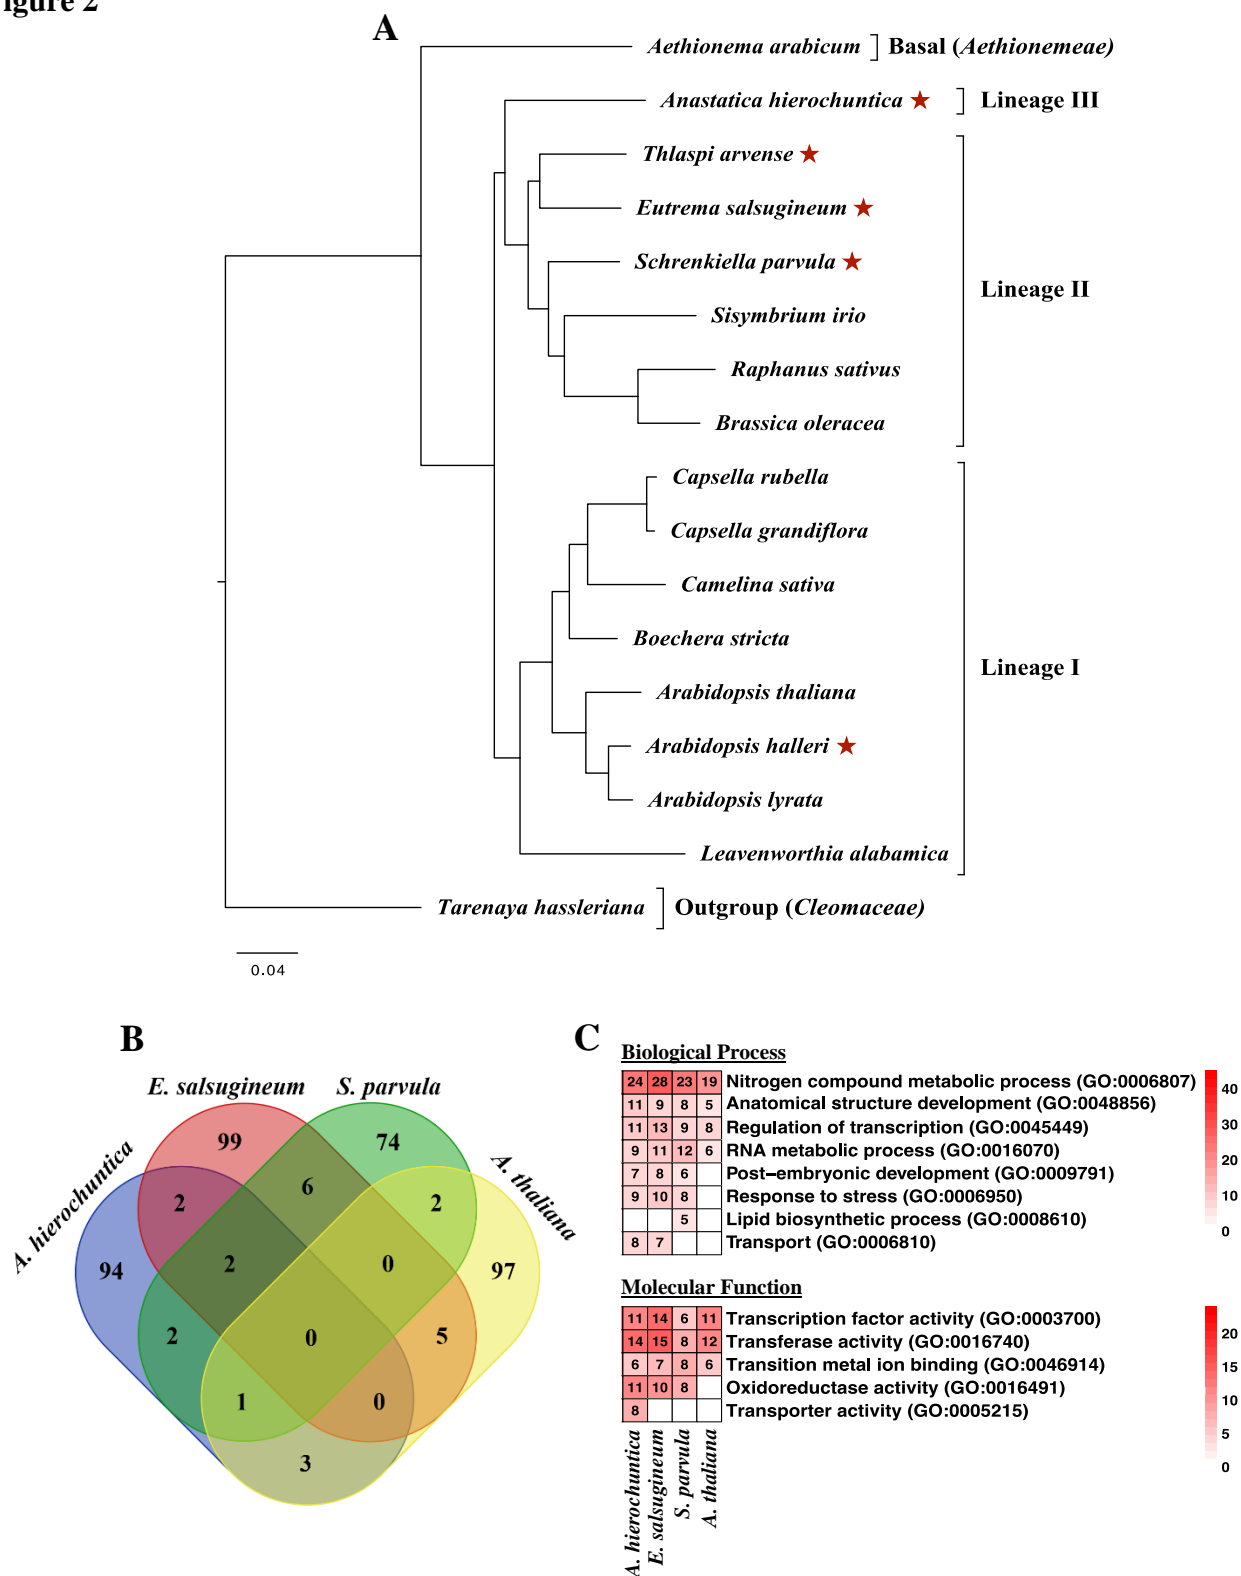 igure 2
A
Aethionema arabicum
Basal (Aethionemeae)
Anastatica hierochuntica
Lineage III
Thlaspi arvense
Eutrema salsugineum
Schrenkiella parvula
Lineage II
Sisymbrium irio
Raphanus sativus
Brassica oleracea
Capsella rubella
Capsella grandiflora
Camelina sativa
Boechera stricta
Lineage I
Arabidopsis thaliana
Arabidopsis halleri
Arabidopsis lyrata
Leavenworthia alabamica
Tarenaya hassleriana
Outgroup (Cleomaceae)
0.04
B
E. salsugineum
S. parvula
A. hierochuntica
A. thaliana
99
74
2
6
2
94
2
0
97
2
0
5
1
0
3
C
Biological Process
24 28 23 19 Nitrogen compound metabolic process (GO:0006807)
11 9 8 5 Anatomical structure development (GO:0048856)
11 13 9 8 Regulation of transcription (GO:0045449)
9 11 12 6 RNA metabolic process (GO:0016070)
7 8 6 Post−embryonic development (GO:0009791)
9 10 8 Response to stress (GO:0006950)
5 Lipid biosynthetic process (GO:0008610)
8 7 Transport (GO:0006810)
40
30
20
10
0
Molecular Function
11 14 6 11 Transcription factor activity (GO:0003700)
14 15 8 12 Transferase activity (GO:0016740)
6 7 8 6 Transition metal ion binding (GO:0046914)
11 10 8 Oxidoreductase activity (GO:0016491)
8 Transporter activity (GO:0005215)
20
15
10
5
0
A. hierochuntica
E. salsugineum
S. parvula
A. thaliana